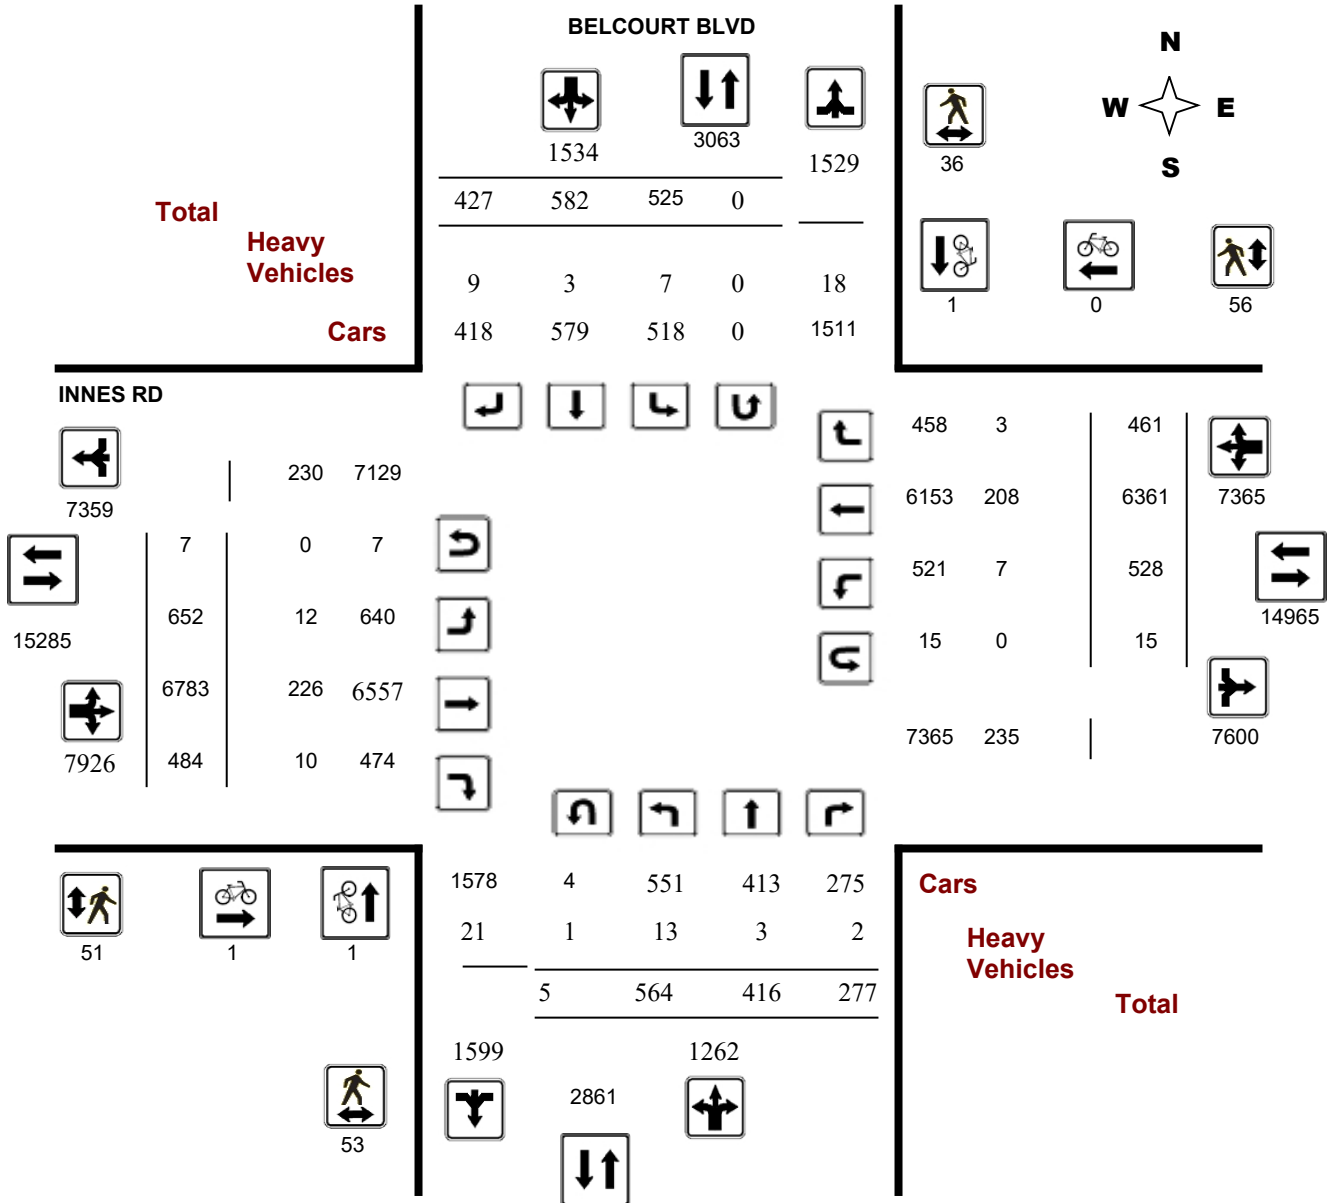 BELCOURT BLVD
N
W E
S
1534 3063 1529 36
427 582 525 0
Total
Heavy
Vehicles
9 3 7 0 18
1 0 56
Cars 418 579 518 0 1511
INNES RD
458 3 461
230 7129
7359
6153 208 6361 7365
7 0 7
521 7 528
14965
652 12 640
15285
15 0 15
6783 226 6557
7365 235 7600
7926 484 10 474
1578 4 551 413 275 Cars
21 1 13 3 2 Heavy
Vehicles
51 1 1
5 564 416 277 Total
1599 1262
2861
53